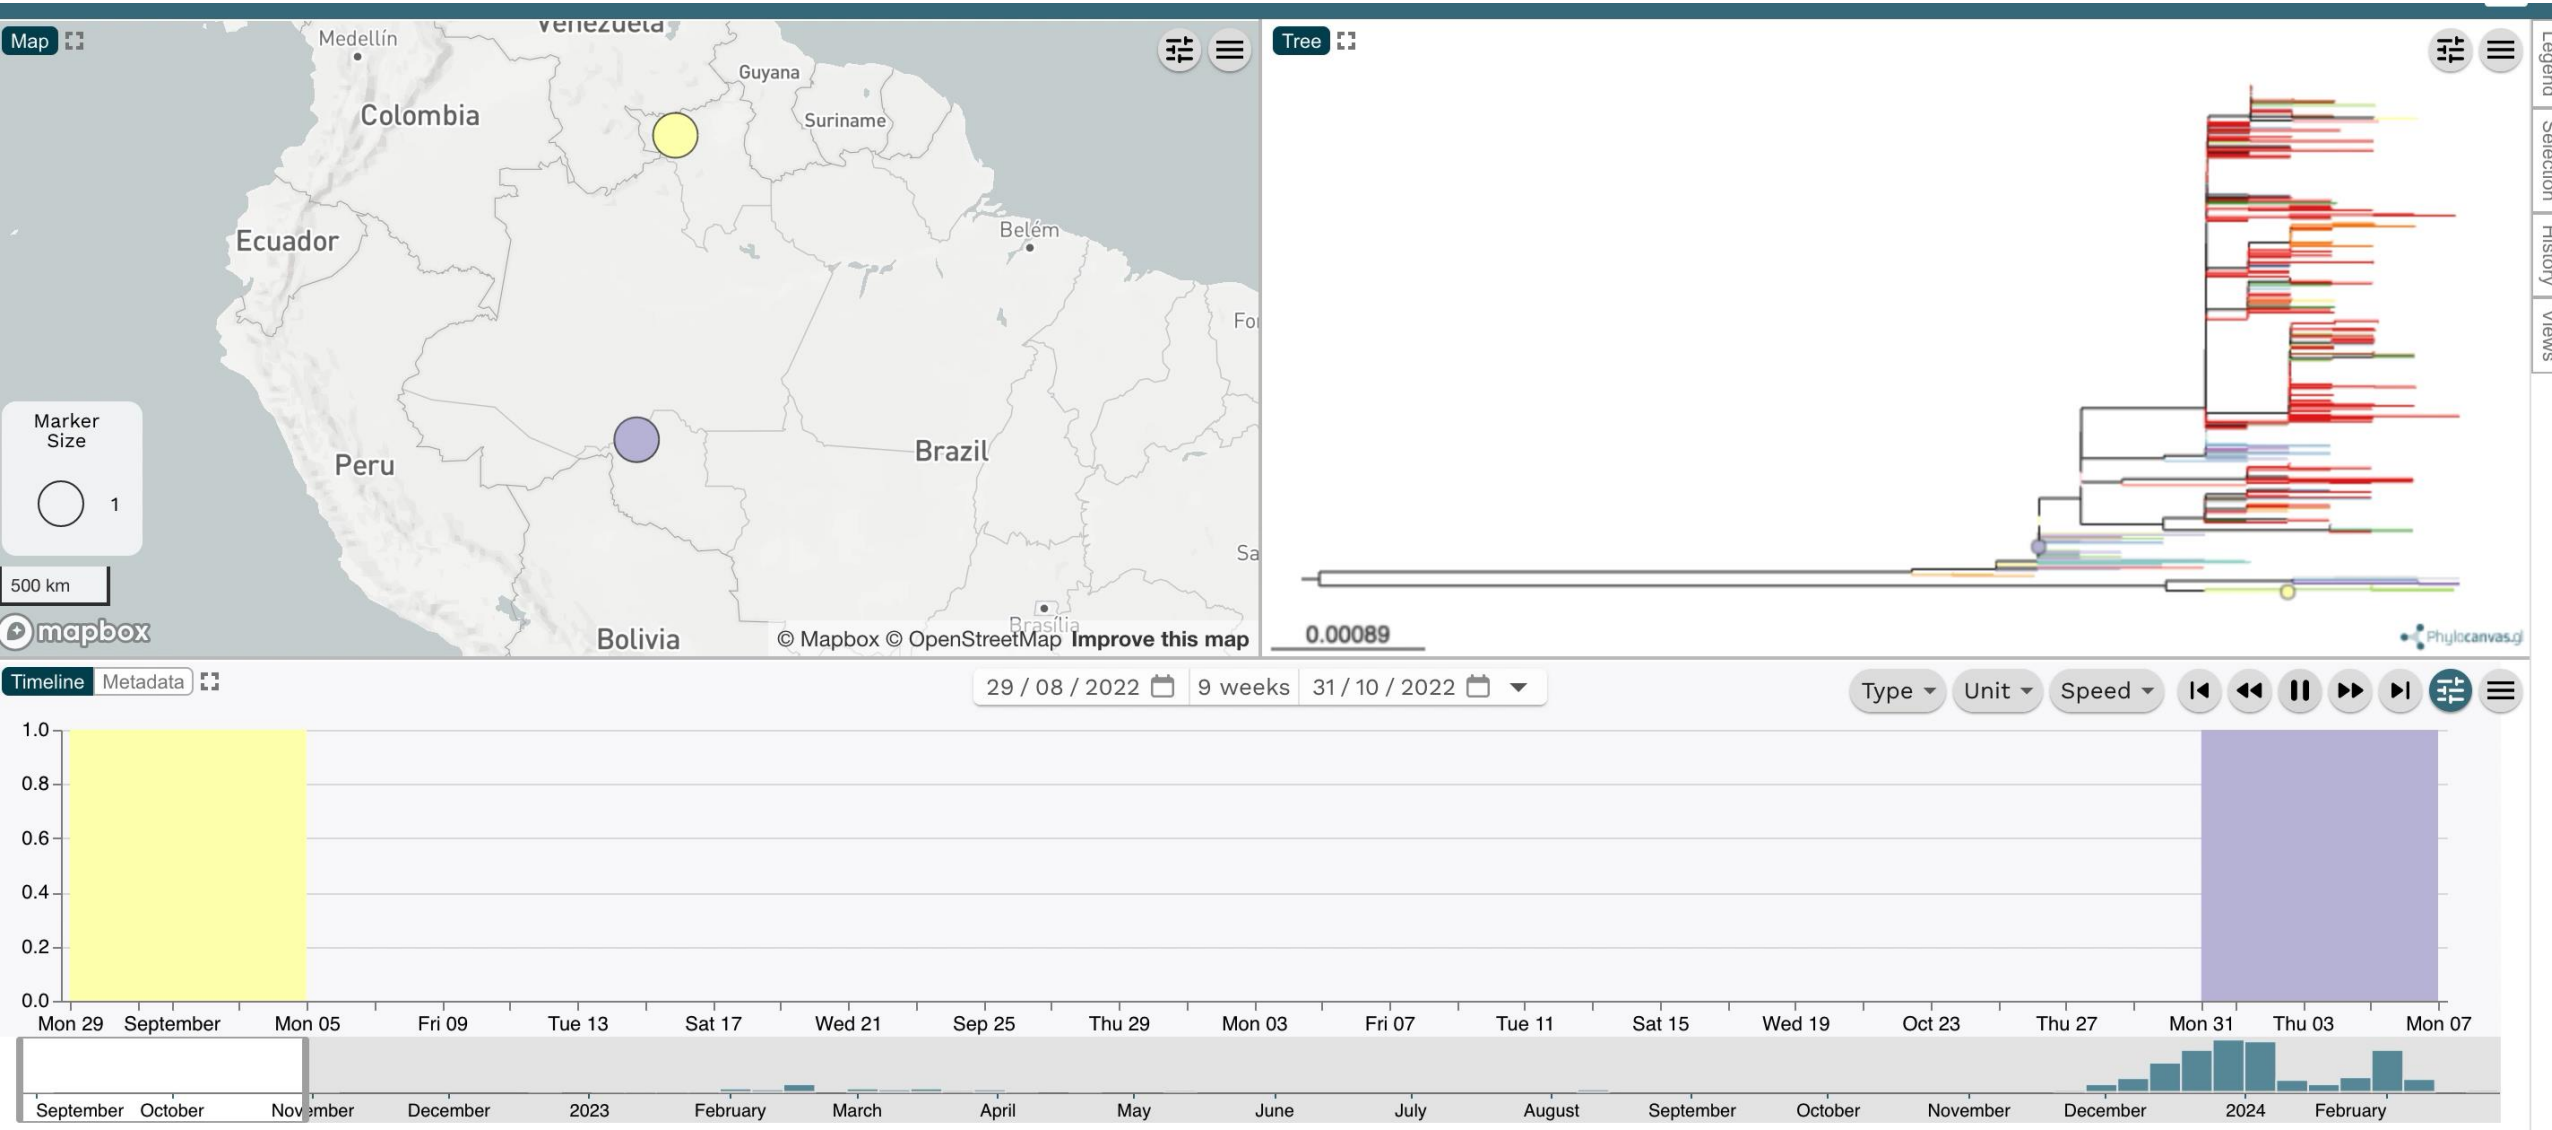 Map
Venezuela
Medellín
Guyana
Colombia
Suriname
Ecuador
Belém
Marker
Size
1
Peru
Brazil
500 km
mapbox
Bolivia
Brasília
© Mapbox © OpenStreetMap Improve this map
Tree
0.00089
Phylocanvas.gl
Legend
Selection
History
Views
Timeline
Metadata
29 / 08 / 2022 9 weeks 31 / 10 / 2022
Type Unit Speed
1.0
0.8
0.6
0.4
0.2
0.0
Mon 29 September Mon 05 Fri 09 Tue 13 Sat 17 Wed 21 Sep 25 Thu 29 Mon 03 Fri 07 Tue 11 Sat 15 Wed 19 Oct 23 Thu 27 Mon 31 Thu 03 Mon 07
September October November December 2023 February March April May June July August September October November December 2024 February